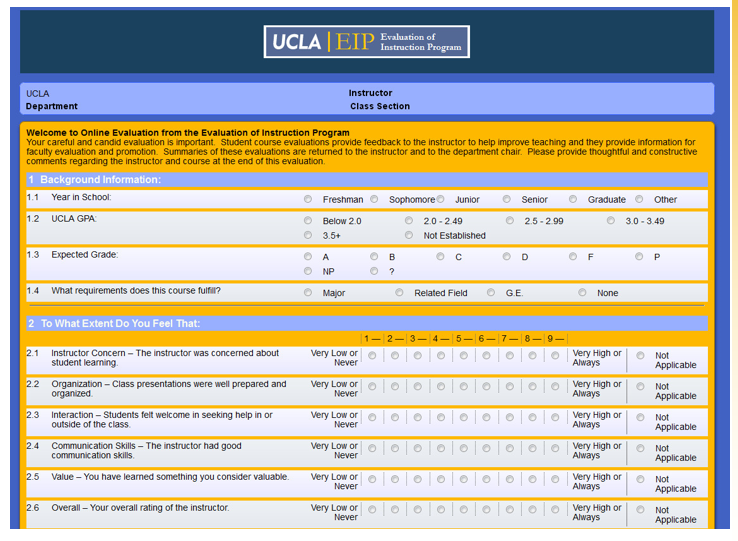 UCLA EIP Evaluation of
Instruction Program
UCLA Instructor
Department Class Section
Welcome to Online Evaluation from the Evaluation of Instruction Program
Your careful and candid evaluation is important. Student course evaluations provide feedback to the instructor to help improve teaching and they provide information for
faculty evaluation and promotion. Summaries of these evaluations are returned to the instructor and to the department chair. Please provide thoughtful and constructive
comments regarding the instructor and course at the end of this evaluation.
1 Background Information:
1.1 Year in School: Freshman Sophomore Junior Senior Graduate Other
1.2 UCLA GPA: Below 2.0 2.0 - 2.49 2.5 - 2.99 3.0 - 3.49
3.5+ Not Established
1.3 Expected Grade: A B C D F P
NP ?
1.4 What requirements does this course fulfill? Major Related Field G.E. None
2 To What Extent Do You Feel That:
1 — 2 — 3 — 4 — 5 — 6 — 7 — 8 — 9 —
2.1 Instructor Concern – The instructor was concerned about Very Low or Very High or Not
student learning. Never Always Applicable
2.2 Organization – Class presentations were well prepared and Very Low or Very High or Not
organized. Never Always Applicable
2.3 Interaction – Students felt welcome in seeking help in or Very Low or Very High or Not
outside of the class. Never Always Applicable
2.4 Communication Skills – The instructor had good Very Low or Very High or Not
communication skills. Never Always Applicable
2.5 Value – You have learned something you consider valuable. Very Low or Very High or Not
Never Always Applicable
2.6 Overall – Your overall rating of the instructor. Very Low or Very High or Not
Never Always Applicable